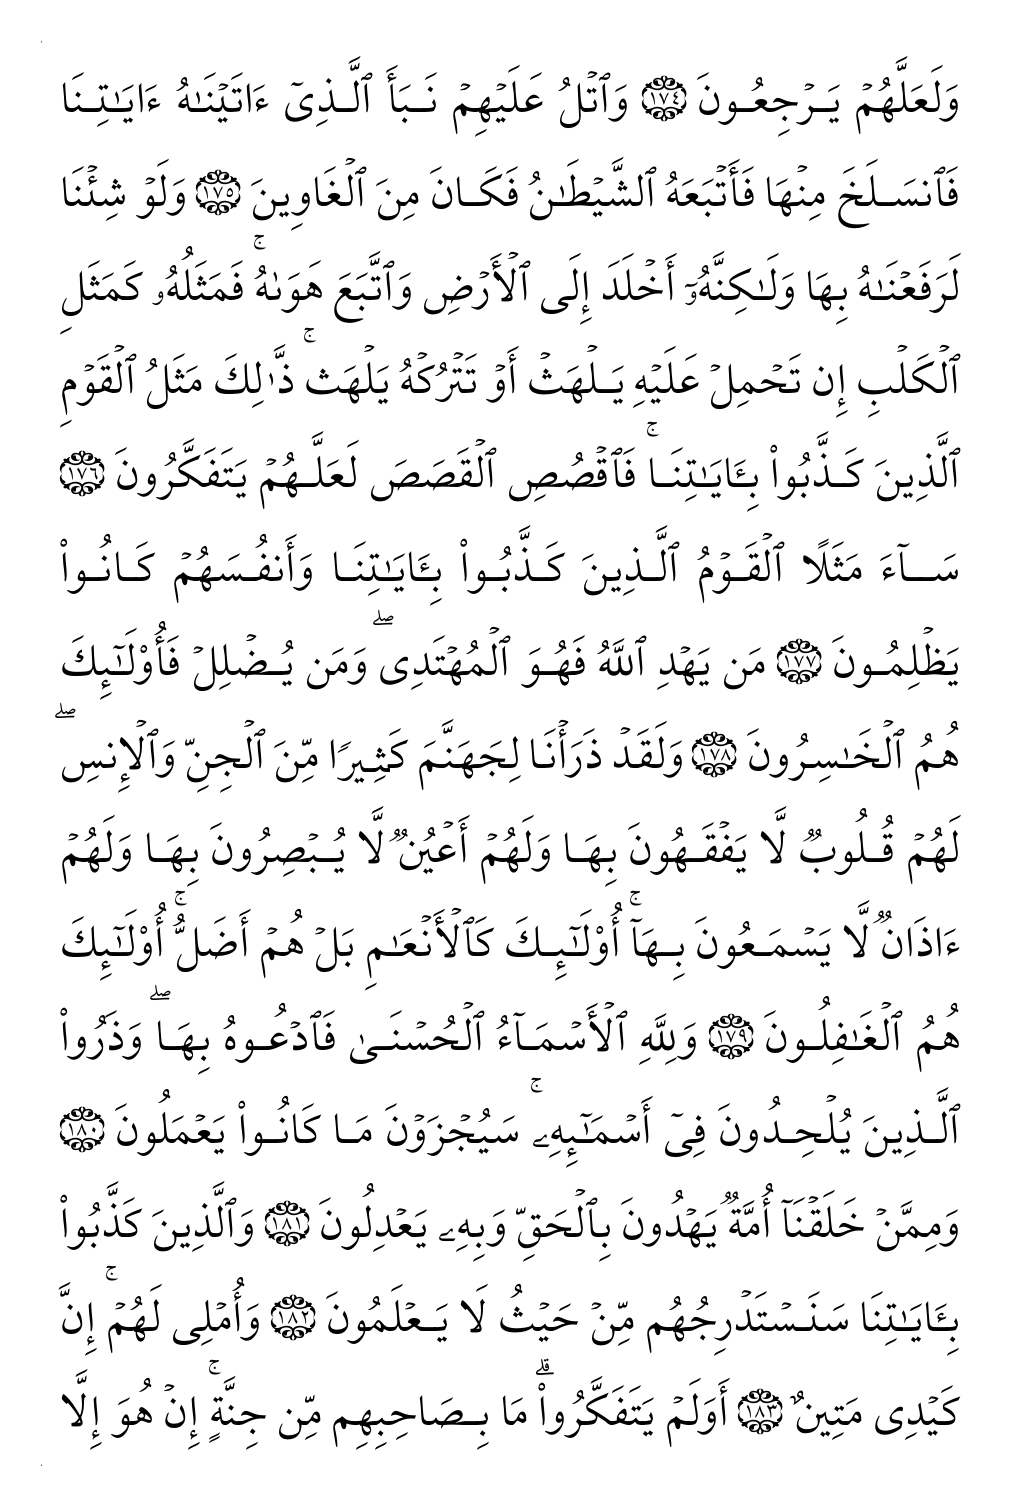 وَلَعَلَّهُمۡ يَرۡجِعُونَ ١٧٤ وَٱتۡلُ عَلَيۡهِمۡ نَبَأَ ٱلَّذِيٓ ءَاتَيۡنَٰهُ ءَايَٰتِنَا
فَٱنسَلَخَ مِنۡهَا فَأَتۡبَعَهُ ٱلشَّيۡطَٰنُ فَكَانَ مِنَ ٱلۡغَاوِينَ ١٧٥ وَلَوۡ شِئۡنَا
لَرَفَعۡنَٰهُ بِهَا وَلَٰكِنَّهُۥٓ أَخۡلَدَ إِلَى ٱلۡأَرۡضِ وَٱتَّبَعَ هَوَىٰهُۚ فَمَثَلُهُۥ كَمَثَلِ
ٱلۡكَلۡبِ إِن تَحۡمِلۡ عَلَيۡهِ يَلۡهَثۡ أَوۡ تَتۡرُكۡهُ يَلۡهَثۚ ذَّٰلِكَ مَثَلُ ٱلۡقَوۡمِ
ٱلَّذِينَ كَذَّبُواْ بِـَٔايَٰتِنَاۚ فَٱقۡصُصِ ٱلۡقَصَصَ لَعَلَّهُمۡ يَتَفَكَّرُونَ ١٧٦
سَآءَ مَثَلًا ٱلۡقَوۡمُ ٱلَّذِينَ كَذَّبُواْ بِـَٔايَٰتِنَا وَأَنفُسَهُمۡ كَانُواْ
يَظۡلِمُونَ ١٧٧ مَن يَهۡدِ ٱللَّهُ فَهُوَ ٱلۡمُهۡتَدِيۖ وَمَن يُضۡلِلۡ فَأُوْلَٰٓئِكَ
هُمُ ٱلۡخَٰسِرُونَ ١٧٨ وَلَقَدۡ ذَرَأۡنَا لِجَهَنَّمَ كَثِيرٗا مِّنَ ٱلۡجِنِّ وَٱلۡإِنسِۖ
لَهُمۡ قُلُوبٞ لَّا يَفۡقَهُونَ بِهَا وَلَهُمۡ أَعۡيُنٞ لَّا يُبۡصِرُونَ بِهَا وَلَهُمۡ
ءَاذَانٞ لَّا يَسۡمَعُونَ بِهَآۚ أُوْلَٰٓئِكَ كَٱلۡأَنۡعَٰمِ بَلۡ هُمۡ أَضَلُّۚ أُوْلَٰٓئِكَ
هُمُ ٱلۡغَٰفِلُونَ ١٧٩ وَلِلَّهِ ٱلۡأَسۡمَآءُ ٱلۡحُسۡنَىٰ فَٱدۡعُوهُ بِهَاۖ وَذَرُواْ
ٱلَّذِينَ يُلۡحِدُونَ فِيٓ أَسۡمَٰٓئِهِۦۚ سَيُجۡزَوۡنَ مَا كَانُواْ يَعۡمَلُونَ ١٨٠
وَمِمَّنۡ خَلَقۡنَآ أُمَّةٞ يَهۡدُونَ بِٱلۡحَقِّ وَبِهِۦ يَعۡدِلُونَ ١٨١ وَٱلَّذِينَ كَذَّبُواْ
بِـَٔايَٰتِنَا سَنَسۡتَدۡرِجُهُم مِّنۡ حَيۡثُ لَا يَعۡلَمُونَ ١٨٢ وَأُمۡلِي لَهُمۡۚ إِنَّ
كَيۡدِي مَتِينٌ ١٨٣ أَوَلَمۡ يَتَفَكَّرُواْۗ مَا بِصَاحِبِهِم مِّن جِنَّةٍۚ إِنۡ هُوَ إِلَّا